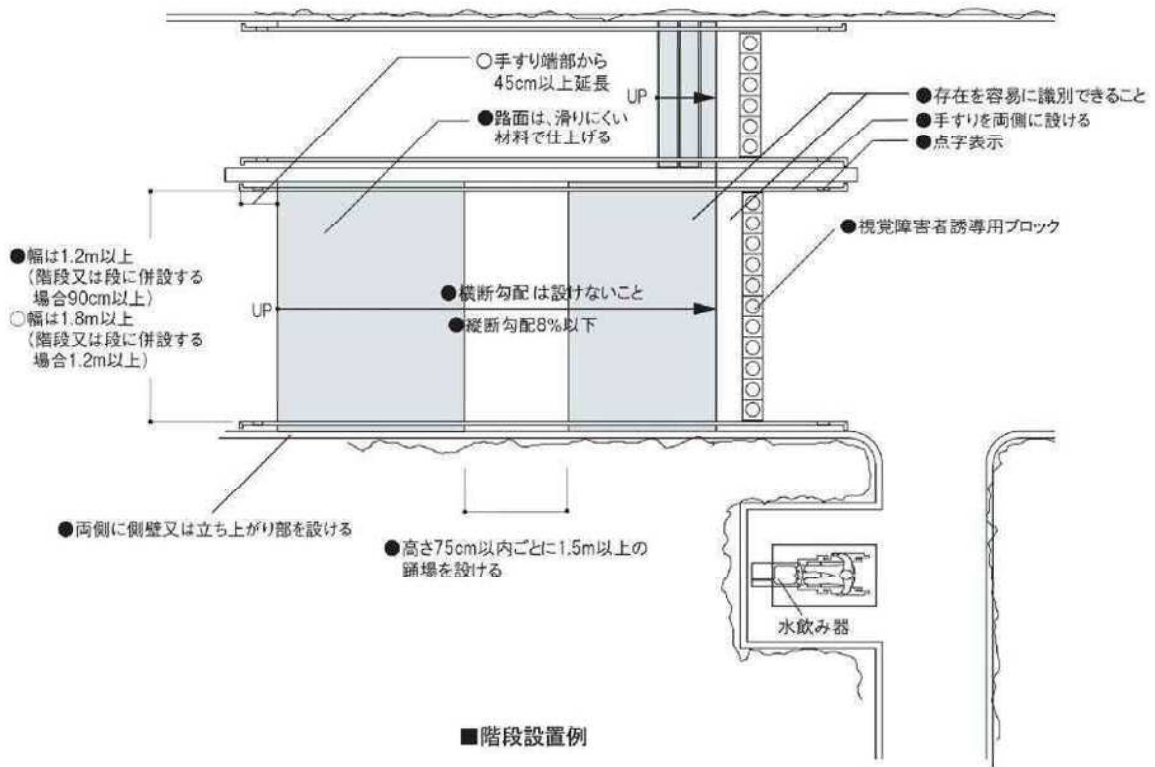 ○手すり端部から
45cm以上延長
UP
●路面は、滑りにくい
材料で仕上げる
●存在を容易に識別できること
●手すりを両側に設ける
●点字表示
●視覚障害者誘導用ブロック
●幅は1.2m以上
(階段又は段に併設する
場合90cm以上)
○幅は1.8m以上
(階段又は段に併設する
場合1.2m以上)
UP
●横断勾配は設けないこと
●縦断勾配8%以下
●両側に側壁又は立ち上がり部を設ける
●高さ75cm以内ごとに1.5m以上の
踊場を設ける
水飲み器
■階段設置例